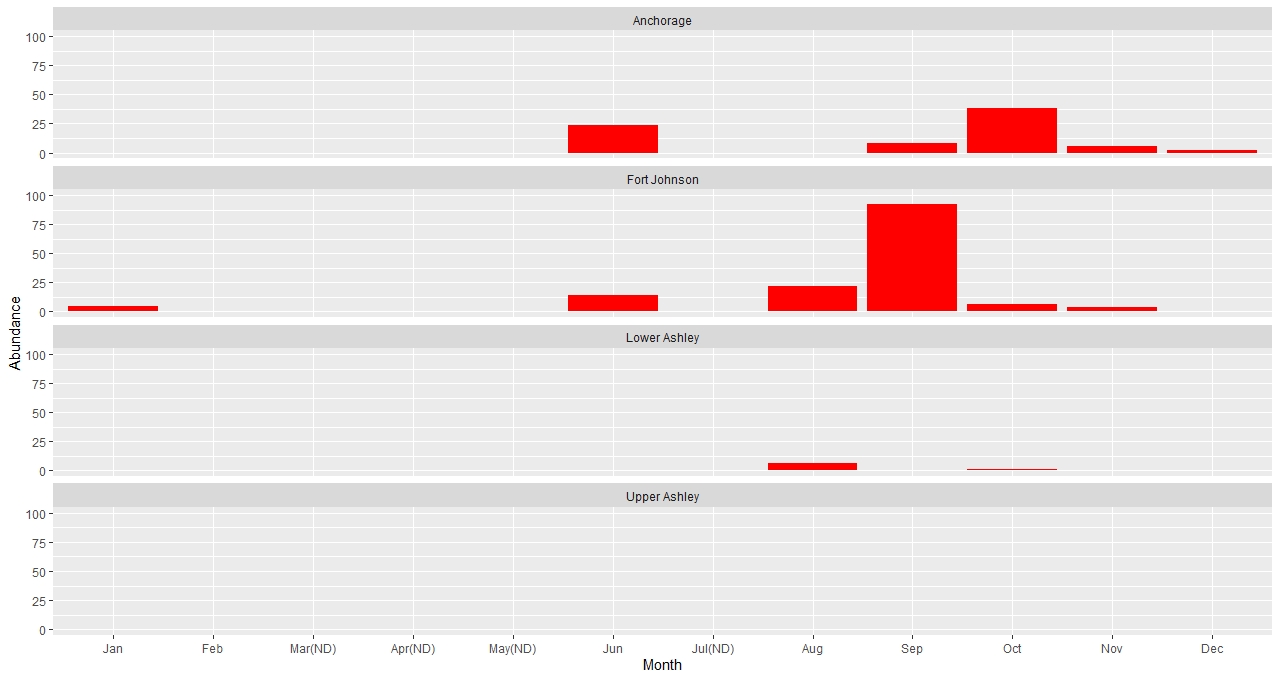 Anchorage
100
75
50
25
0
Fort Johnson
100
75
50
25
0
Lower Ashley
100
75
50
25
0
Upper Ashley
100
75
50
25
0
Abundance
Jan Feb Mar(ND) Apr(ND) May(ND) Jun Jul(ND) Aug Sep Oct Nov Dec
Month